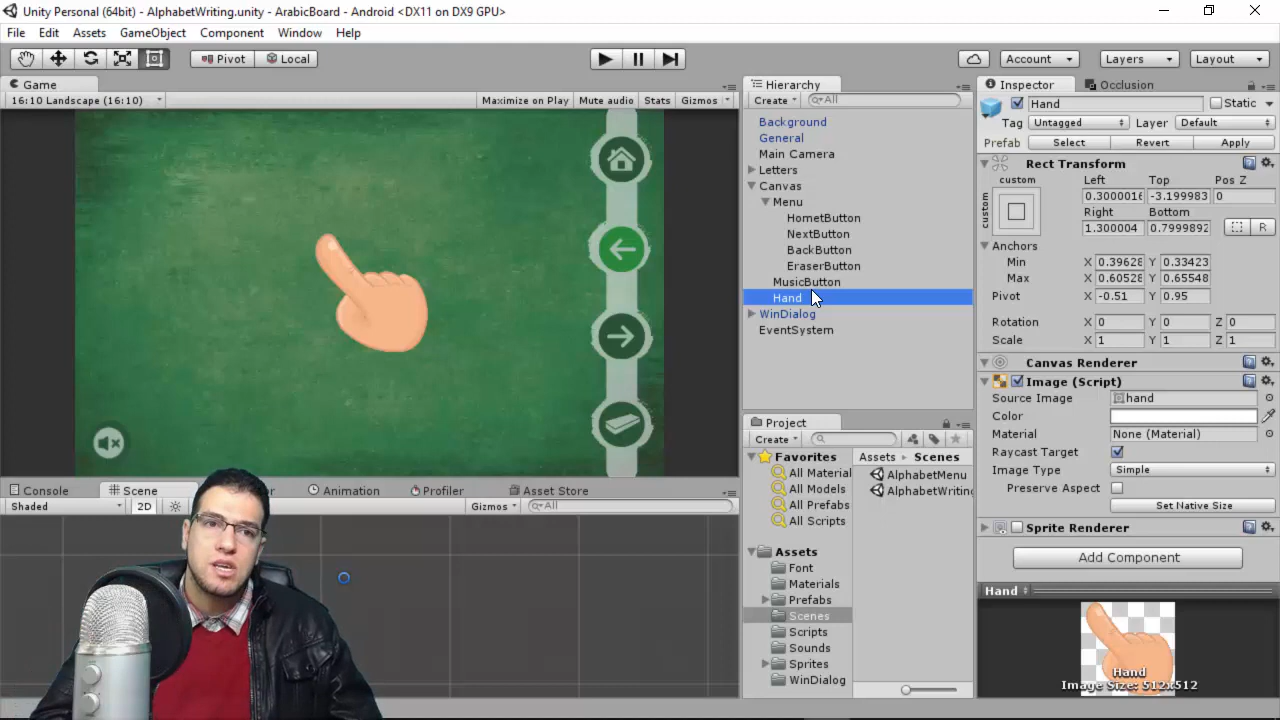 Unity Personal (64bit) - AlphabetWriting.unity - ArabicBoard - Android <DX11 on DX9 GPU>
File Edit Assets GameObject Component Window Help
Pivot Local Account Layers Layout
Game
16:10 Landscape (16:10) Maximize on Play Mute audio Stats Gizmos
Hierarchy
Create All
Background
General
Main Camera
Letters
Canvas
Menu
HometButton
NextButton
BackButton
EraserButton
MusicButton
Hand
WinDialog
EventSystem
Inspector Occlusion
Hand Static
Tag Untagged Layer Default
Prefab Select Revert Apply
Rect Transform
custom Left Top Pos Z
custom 0.3000016 -3.199983 0
Right Bottom
1.300004 0.7999892 R
Anchors
Min X 0.39628 Y 0.33423
Max X 0.60528 Y 0.65548
Pivot X -0.51 Y 0.95
Rotation X 0 Y 0 Z 0
Scale X 1 Y 1 Z 1
Canvas Renderer
Image (Script)
Source Image hand
Color
Material None (Material)
Raycast Target
Image Type Simple
Preserve Aspect
Set Native Size
Sprite Renderer
Add Component
Hand
Hand
Image Size: 512x512
Project
Create
Favorites
All Material
All Models
All Prefabs
All Scripts
Assets
Font
Materials
Prefabs
Scenes
Scripts
Sounds
Sprites
WinDialog
Assets Scenes
AlphabetMenu
AlphabetWriting
Console Scene Animation Profiler Asset Store
Shaded 2D Gizmos All